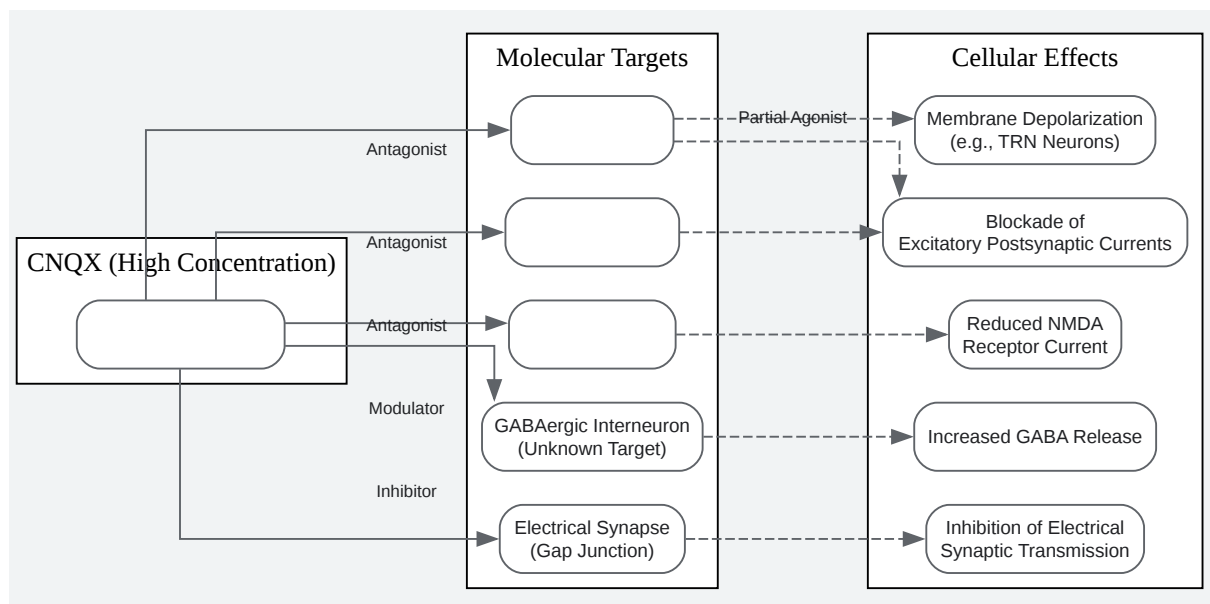 Molecular Targets
Cellular Effects
Partial Agonist
Membrane Depolarization
(e.g., TRN Neurons)
Antagonist
Blockade of
Excitatory Postsynaptic Currents
Antagonist
CNQX (High Concentration)
Reduced NMDA
Receptor Current
Antagonist
Modulator
GABAergic Interneuron
(Unknown Target)
Increased GABA Release
Inhibitor
Electrical Synapse
(Gap Junction)
Inhibition of Electrical
Synaptic Transmission